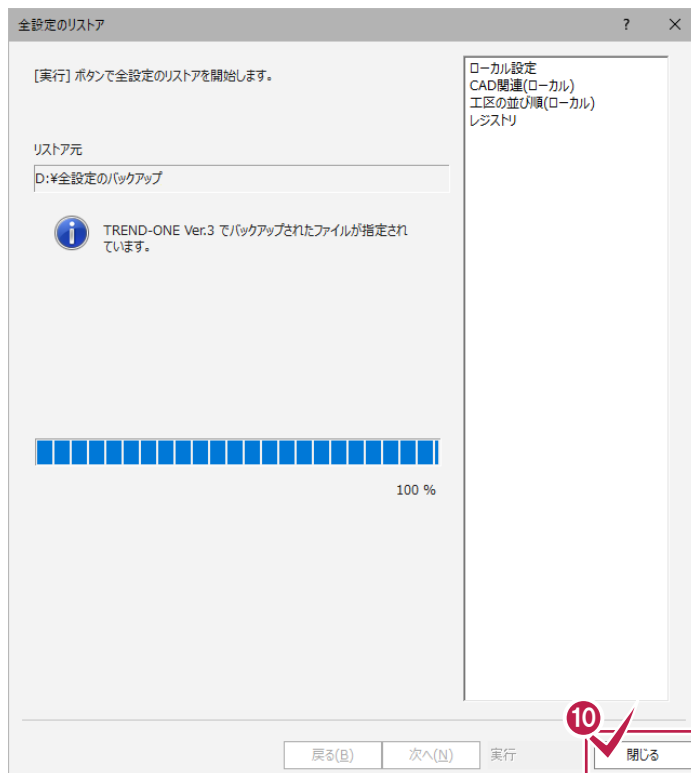 全設定のリストア
?
×
[実行] ボタンで全設定のリストアを開始します。
リストア元
D:¥全設定のバックアップ
TREND-ONE Ver.3 でバックアップされたファイルが指定され
ています。
100 %
ローカル設定
CAD関連(ローカル)
工区の並び順(ローカル)
レジストリ
10
戻る(B)
次へ(N)
実行
閉じる